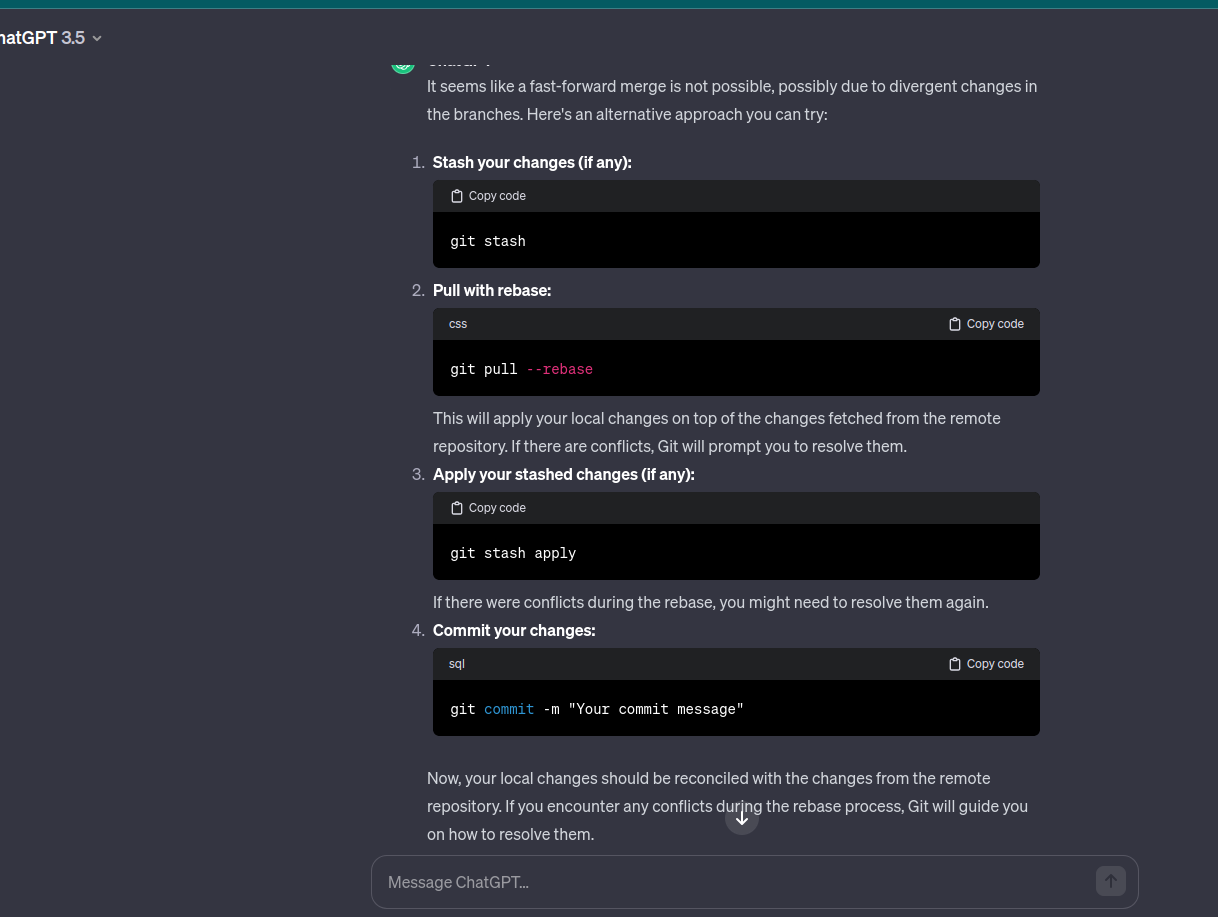 hatGPT 3.5
It seems like a fast-forward merge is not possible, possibly due to divergent changes in
the branches. Here's an alternative approach you can try:
1. Stash your changes (if any):
Copy code
git stash
2. Pull with rebase:
css
Copy code
git pull --rebase
This will apply your local changes on top of the changes fetched from the remote
repository. If there are conflicts, Git will prompt you to resolve them.
3. Apply your stashed changes (if any):
Copy code
git stash apply
If there were conflicts during the rebase, you might need to resolve them again.
4. Commit your changes:
sql
Copy code
git commit -m "Your commit message"
Now, your local changes should be reconciled with the changes from the remote
repository. If you encounter any conflicts during the rebase process, Git will guide you
on how to resolve them.
Message ChatGPT...